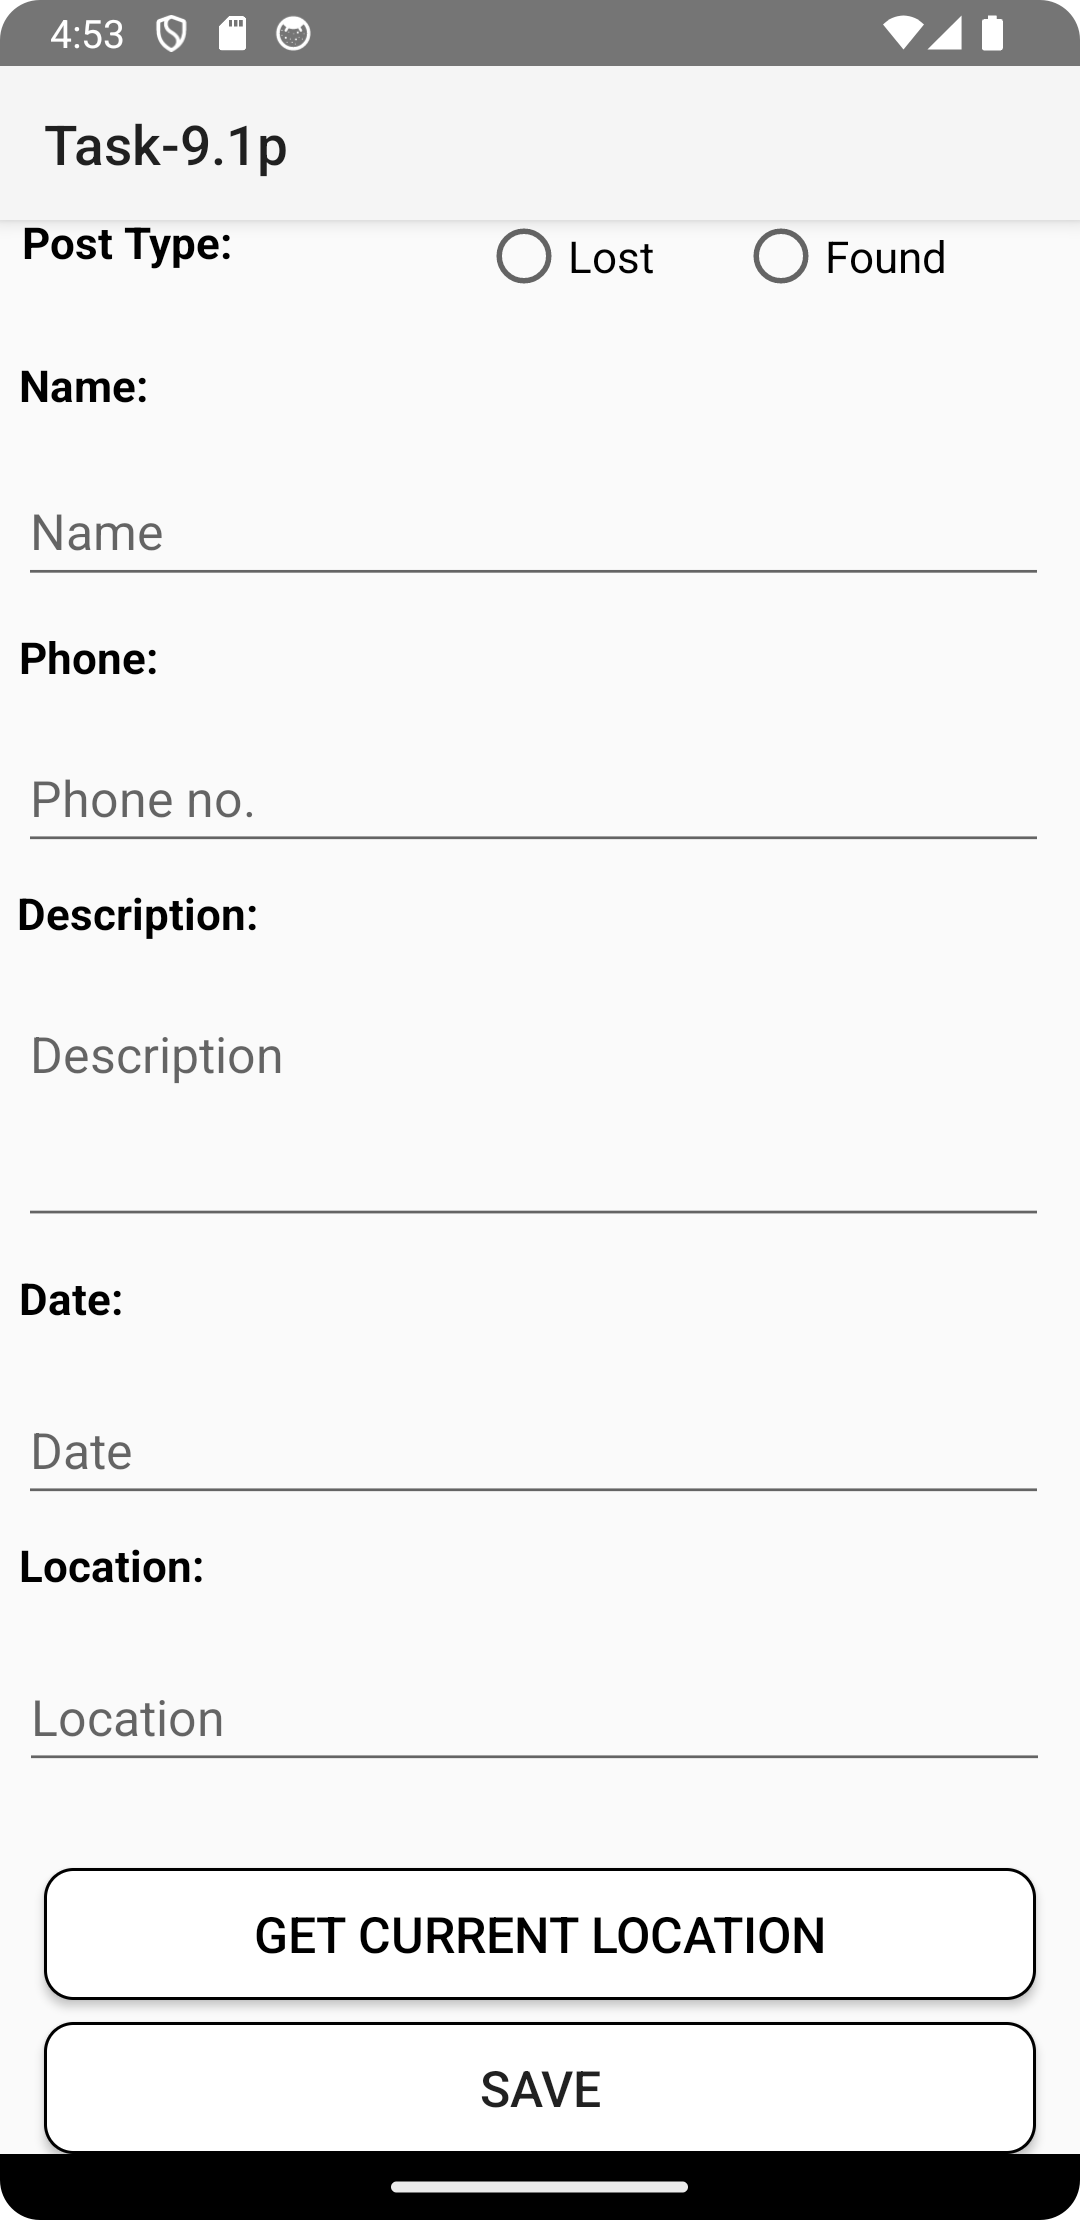 4:53
Task-9.1p
Post Type: Lost Found
Name:
Name
Phone:
Phone no.
Description:
Description
Date:
Date
Location:
Location
GET CURRENT LOCATION
SAVE